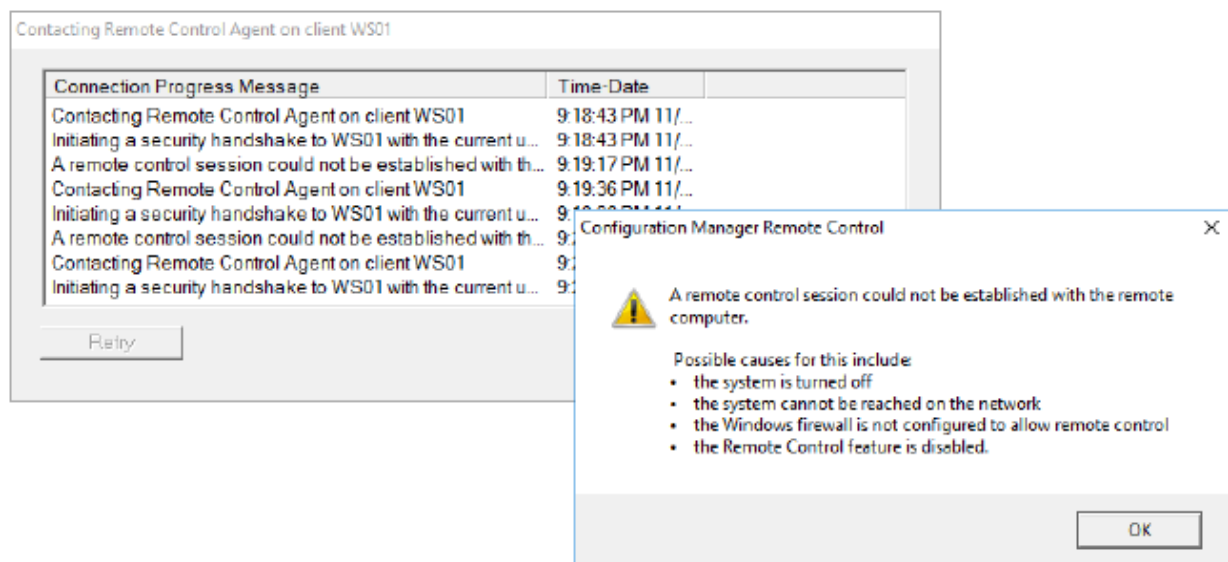 Contacting Remote Control Agent on client WS01
Connection Progress Message Time-Date
Contacting Remote Control Agent on client WS01 9:18:43 PM 11/...
Initiating a security handshake to WS01 with the current u... 9:18:43 PM 11/...
A remote control session could not be established with th... 9:19:17 PM 11/...
Contacting Remote Control Agent on client WS01 9:19:36 PM 11/...
Initiating a security handshake to WS01 with the current u...
A remote control session could not be established with th... 9:
Contacting Remote Control Agent on client WS01 9:
Initiating a security handshake to WS01 with the current u... 9:
Retry
Configuration Manager Remote Control
A remote control session could not be established with the remote
computer.
Possible causes for this include:
• the system is turned off
• the system cannot be reached on the network
• the Windows firewall is not configured to allow remote control
• the Remote Control feature is disabled.
OK